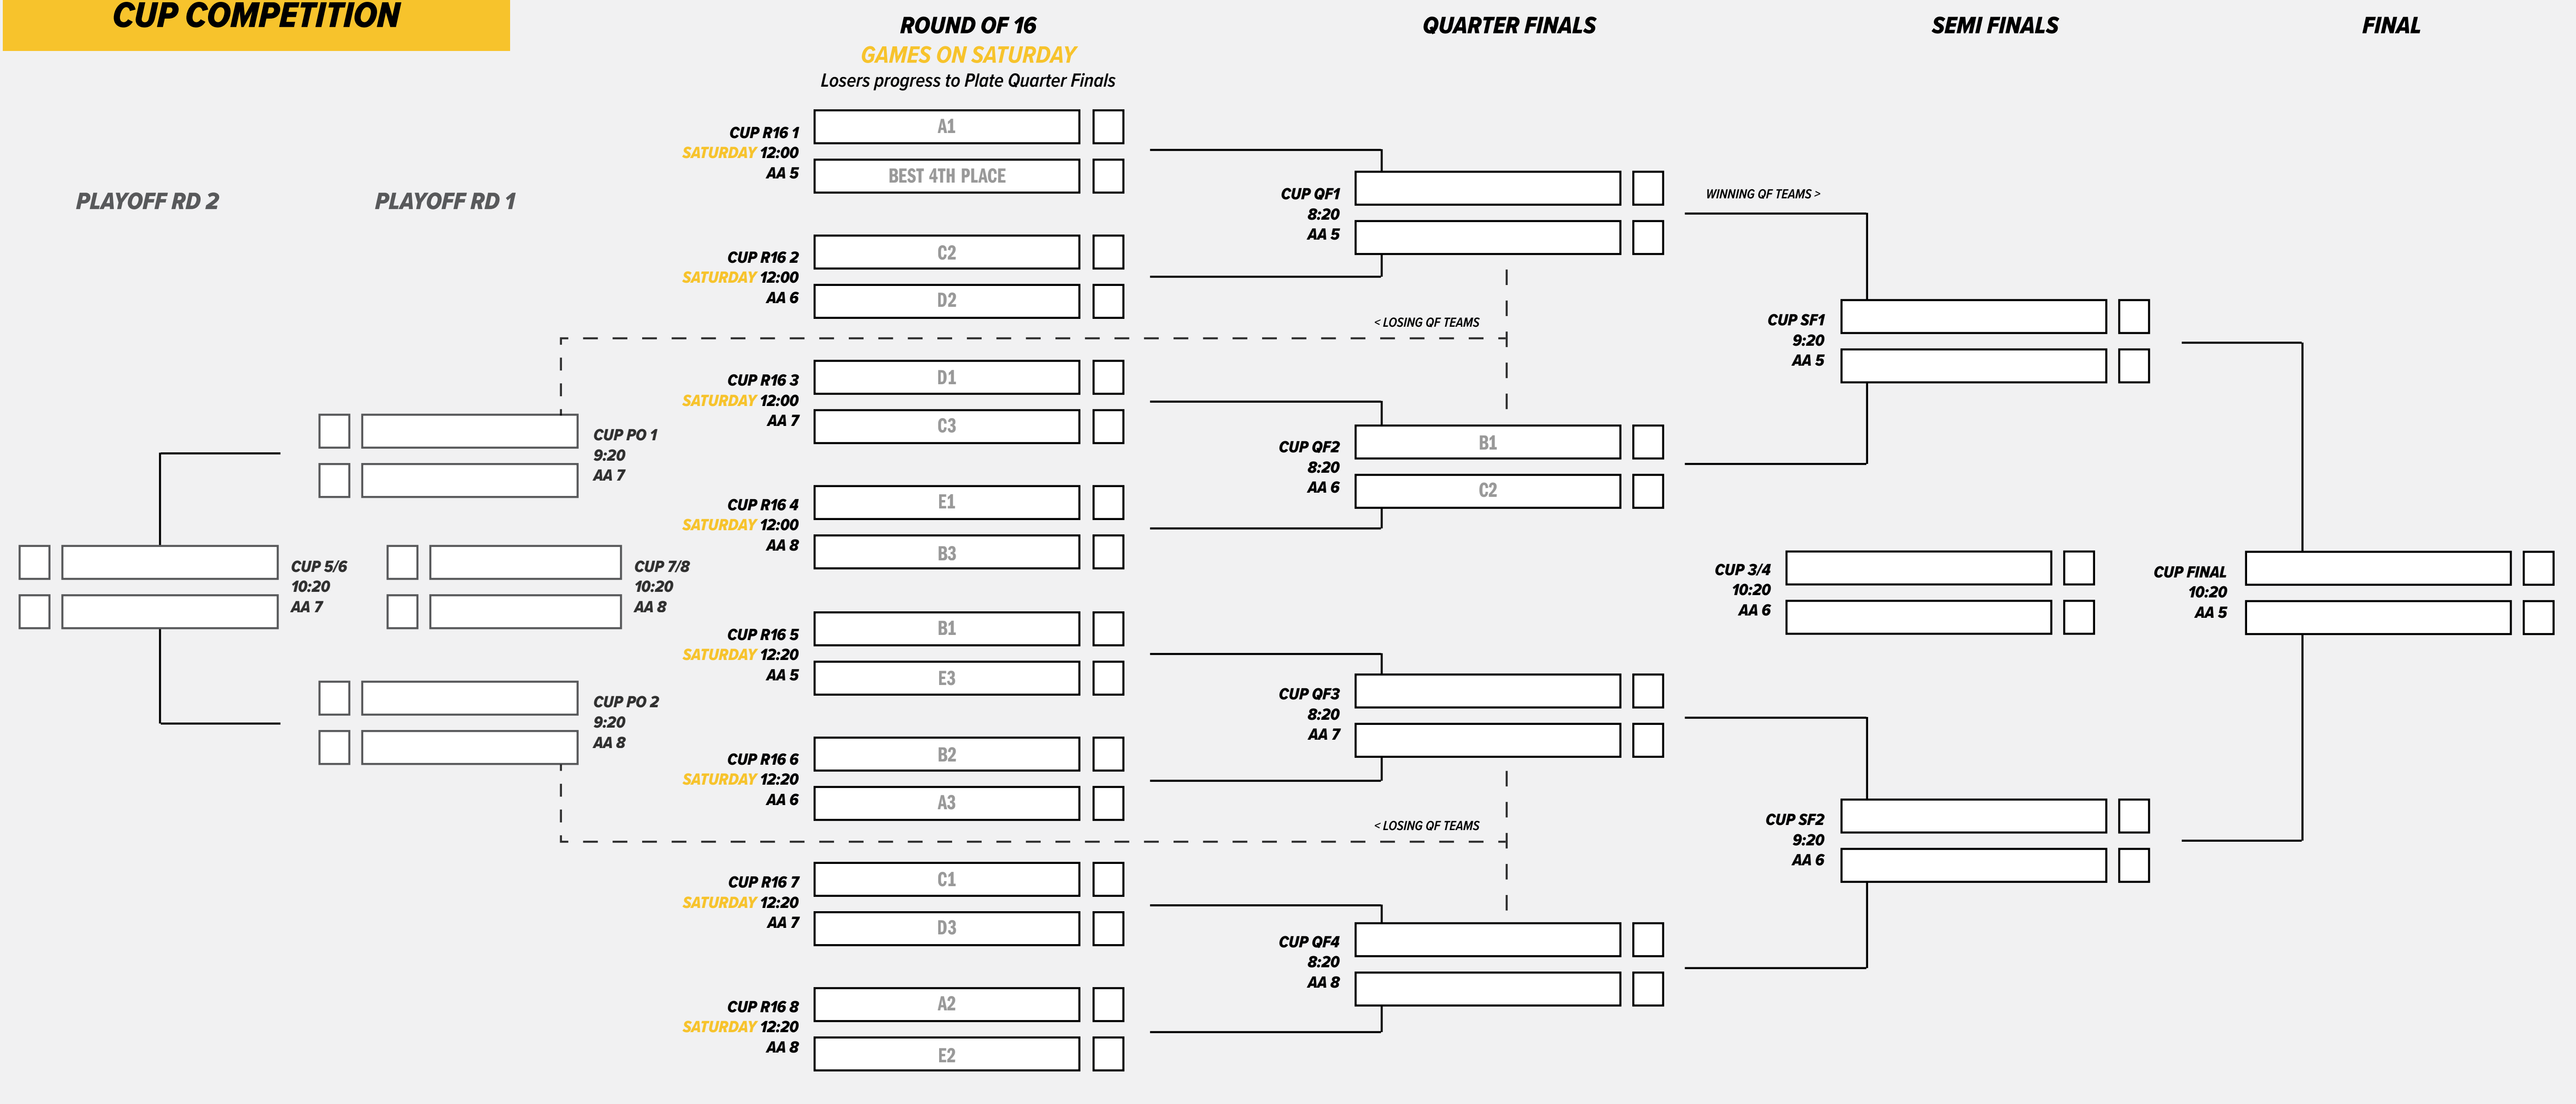 CUP COMPETITION
ROUND OF 16
GAMES ON SATURDAY
Losers progress to Plate Quarter Finals
QUARTER FINALS
SEMI FINALS
FINAL
PLAYOFF RD 2
PLAYOFF RD 1
CUP R16 1
SATURDAY 12:00
AA 5
A1
BEST 4TH PLACE
CUP R16 2
SATURDAY 12:00
AA 6
C2
D2
CUP R16 3
SATURDAY 12:00
AA 7
D1
C3
CUP R16 4
SATURDAY 12:00
AA 8
E1
B3
CUP R16 5
SATURDAY 12:20
AA 5
B1
E3
CUP R16 6
SATURDAY 12:20
AA 6
B2
A3
CUP R16 7
SATURDAY 12:20
AA 7
C1
D3
CUP R16 8
SATURDAY 12:20
AA 8
A2
E2
CUP QF1
8:20
AA 5
WINNING QF TEAMS >
< LOSING QF TEAMS
CUP QF2
8:20
AA 6
B1
C2
CUP QF3
8:20
AA 7
< LOSING QF TEAMS
CUP QF4
8:20
AA 8
CUP SF1
9:20
AA 5
CUP 3/4
10:20
AA 6
CUP SF2
9:20
AA 6
CUP FINAL
10:20
AA 5
CUP PO 1
9:20
AA 7
CUP 5/6
10:20
AA 7
CUP 7/8
10:20
AA 8
CUP PO 2
9:20
AA 8